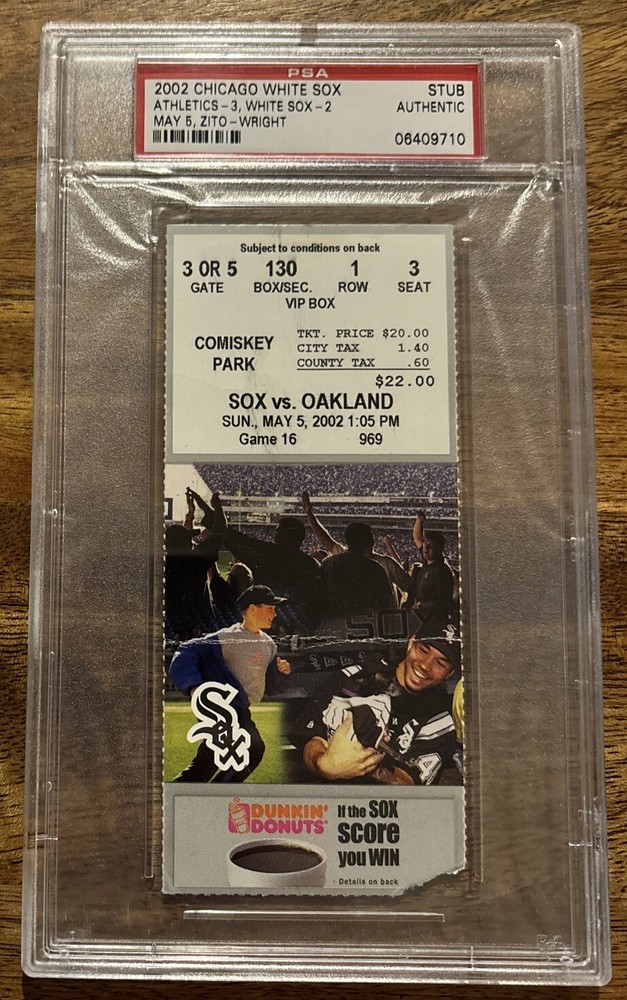 PSA
2002 CHICAGO WHITE SOX STUB
ATHLETICS-3, WHITE SOX-2 AUTHENTIC
MAY 5, ZITO-WRIGHT
06409710
Subject to conditions on back
3 OR 5 130 1 3
GATE BOX/SEC. ROW SEAT
VIP BOX
COMISKEY
PARK
TKT. PRICE $20.00
CITY TAX 1.40
COUNTY TAX .60
$22.00
SOX vs. OAKLAND
SUN., MAY 5, 2002 1:05 PM
Game 16 969
SOX
Sox
4
DUNKIN'
DONUTS
If the SOX
score
you WIN
Details on back